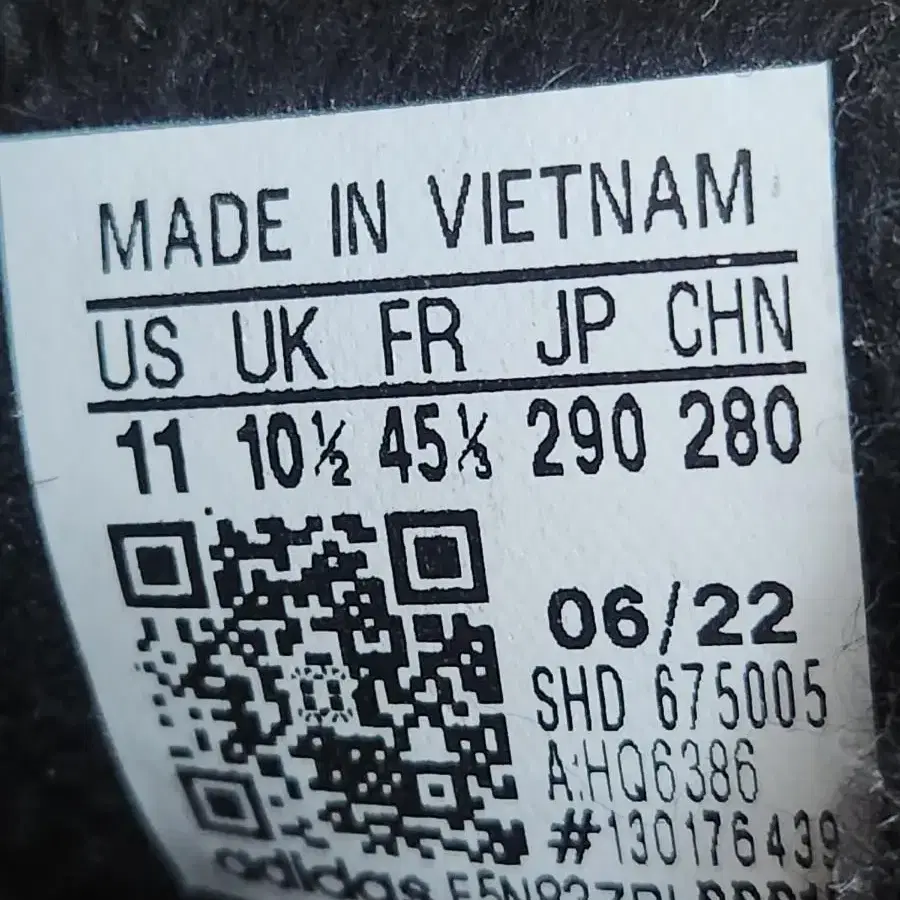 MADE IN VIETNAM
US UK FR JP CHN
11 10½ 45⅓ 290 280
06/22
SHD 675005
A:HQ6386
#130176439
adidas